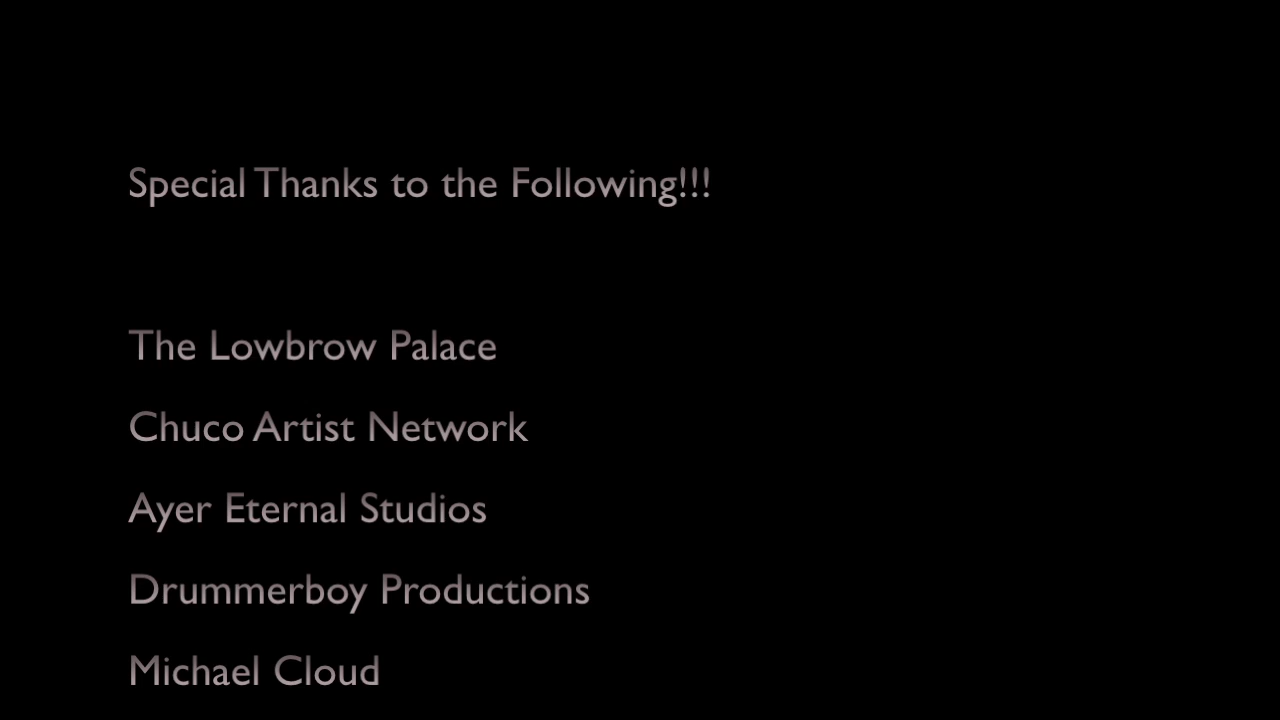 Special Thanks to the Following!!!
The Lowbrow Palace
Chuco Artist Network
Ayer Eternal Studios
Drummerboy Productions
Michael Cloud